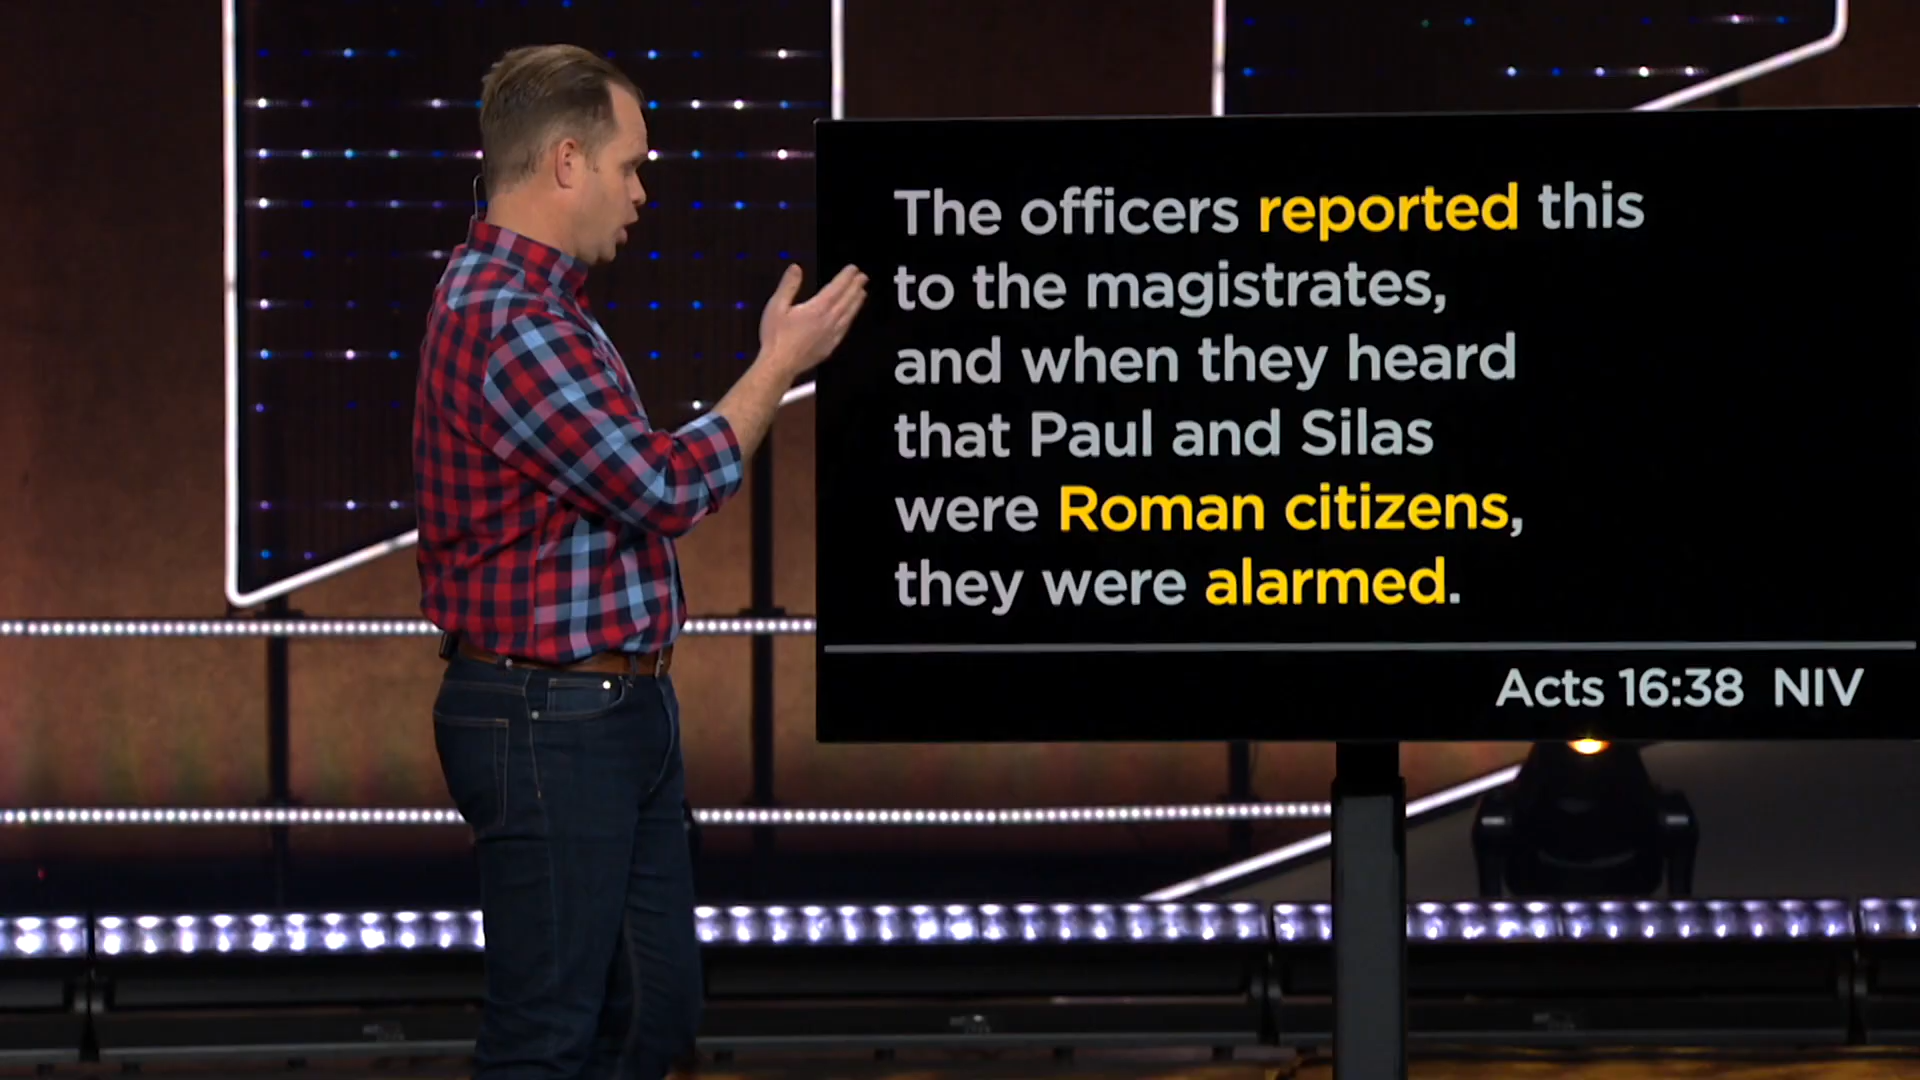 The officers reported this
to the magistrates,
and when they heard
that Paul and Silas
were Roman citizens,
they were alarmed.
Acts 16:38 NIV